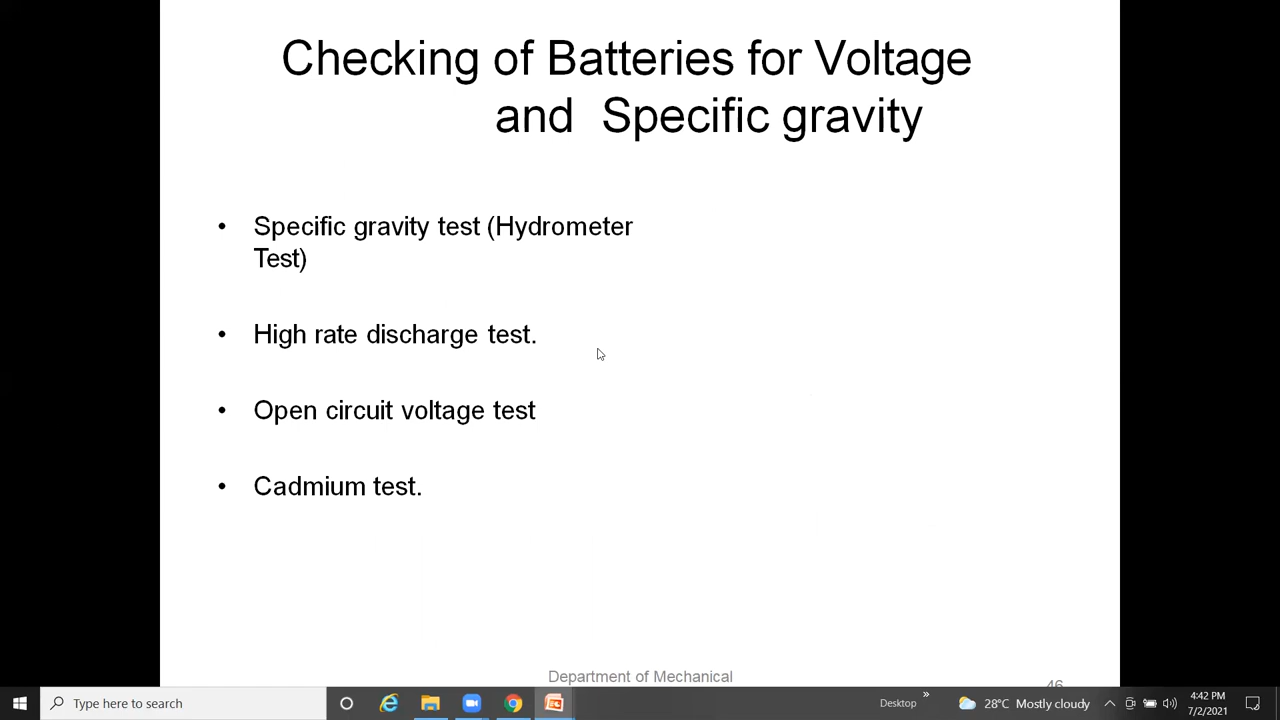 Checking of Batteries for Voltage
and Specific gravity
• Specific gravity test (Hydrometer
Test)
• High rate discharge test.
• Open circuit voltage test
• Cadmium test.
Department of Mechanical
46
Type here to search
Desktop
»
28°C Mostly cloudy
4:42 PM
7/2/2021